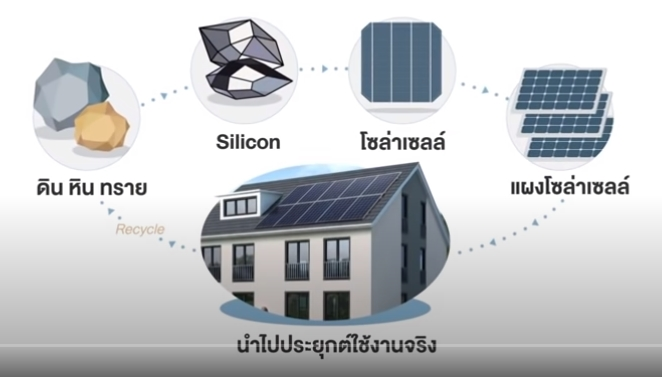 ดิน หิน ทราย
Silicon
โซล่าเซลล์
แผงโซล่าเซลล์
Recycle
นำไปประยุกต์ใช้งานจริง